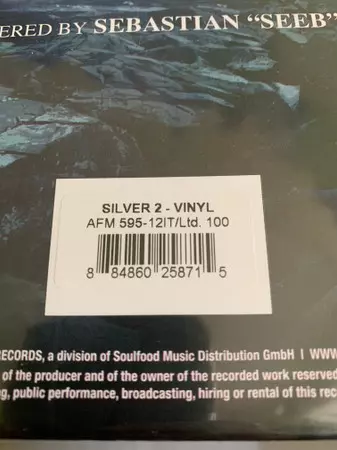 ERED BY SEBASTIAN "SEEB"
SILVER 2 - VINYL
AFM 595-12IT/Ltd. 100
8 84860 25871 5
RECORDS, a division of Soulfood Music Distribution GmbH I WWW
of the producer and of the owner of the recorded work reserved
g, public performance, broadcasting, hiring or rental of this rec